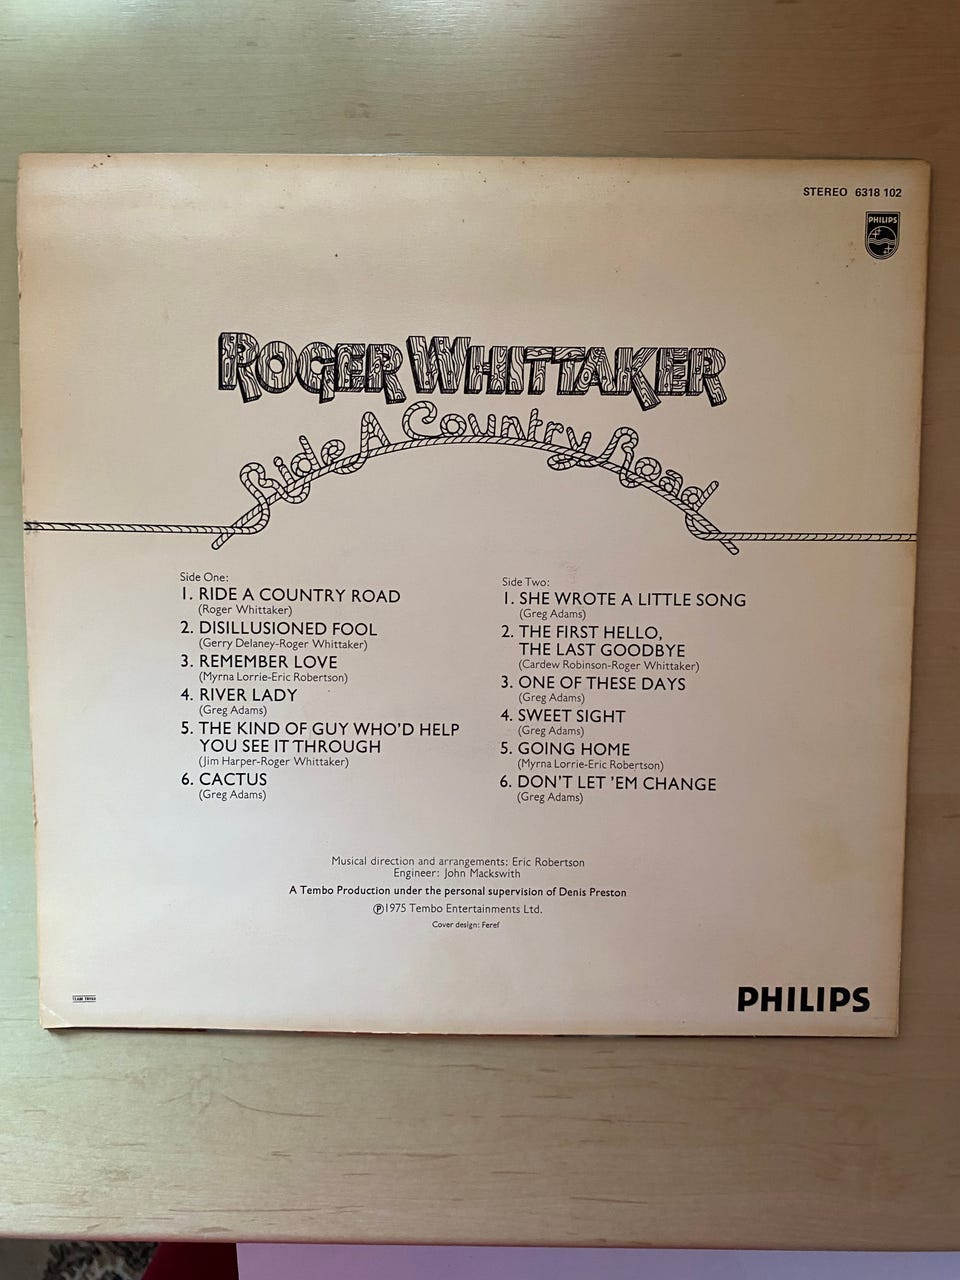 STEREO 6318 102
PHILIPS
ROGER WHITTAKER
Ride A Country Road
Side One:
1. RIDE A COUNTRY ROAD
(Roger Whittaker)
2. DISILLUSIONED FOOL
(Gerry Delaney-Roger Whittaker)
3. REMEMBER LOVE
(Myrna Lorrie-Eric Robertson)
4. RIVER LADY
(Greg Adams)
5. THE KIND OF GUY WHO'D HELP
YOU SEE IT THROUGH
(Jim Harper-Roger Whittaker)
6. CACTUS
(Greg Adams)
Side Two:
1. SHE WROTE A LITTLE SONG
(Greg Adams)
2. THE FIRST HELLO,
THE LAST GOODBYE
(Cardew Robinson-Roger Whittaker)
3. ONE OF THESE DAYS
(Greg Adams)
4. SWEET SIGHT
(Greg Adams)
5. GOING HOME
(Myrna Lorrie-Eric Robertson)
6. DON'T LET 'EM CHANGE
(Greg Adams)
Musical direction and arrangements: Eric Robertson
Engineer: John Mackswith
A Tembo Production under the personal supervision of Denis Preston
℗1975 Tembo Entertainments Ltd.
Cover design: Feref
PHILIPS